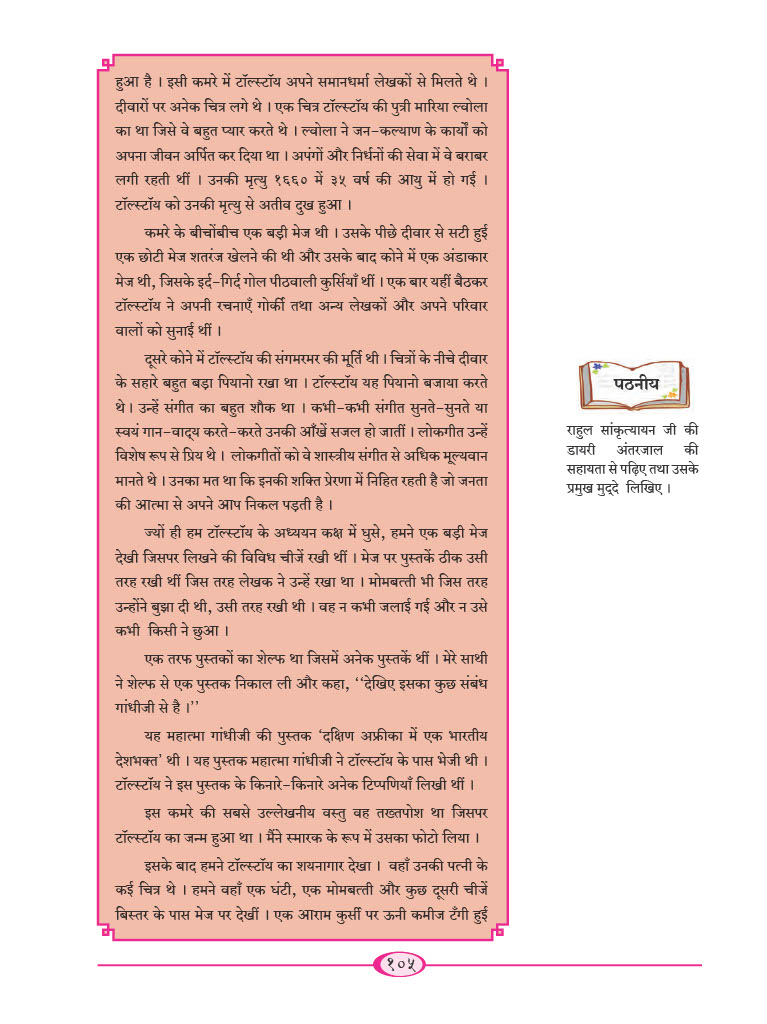 हुआ है । इसी कमरे में टॉल्स्टॉय अपने समानधर्मा लेखकों से मिलते थे ।
दीवारों पर अनेक चित्र लगे थे । एक चित्र टॉल्स्टॉय की पुत्री मारिया ल्वोला
का था जिसे वे बहुत प्यार करते थे । ल्वोला ने जन-कल्याण के कार्यों को
अपना जीवन अर्पित कर दिया था । अपंगों और निर्धनों की सेवा में वे बराबर
लगी रहती थीं । उनकी मृत्यु १६६० में ३५ वर्ष की आयु में हो गई ।
टॉल्स्टॉय को उनकी मृत्यु से अतीव दुख हुआ ।
कमरे के बीचोंबीच एक बड़ी मेज थी । उसके पीछे दीवार से सटी हुई
एक छोटी मेज शतरंज खेलने की थी और उसके बाद कोने में एक अंडाकार
मेज थी, जिसके इर्द-गिर्द गोल पीठवाली कुर्सियाँ थीं । एक बार यहीं बैठकर
टॉल्स्टॉय ने अपनी रचनाएँ गोर्की तथा अन्य लेखकों और अपने परिवार
वालों को सुनाई थीं ।
दूसरे कोने में टॉल्स्टॉय की संगमरमर की मूर्ति थी । चित्रों के नीचे दीवार
के सहारे बहुत बड़ा पियानो रखा था । टॉल्स्टॉय यह पियानो बजाया करते
थे । उन्हें संगीत का बहुत शौक था । कभी-कभी संगीत सुनते-सुनते या
स्वयं गान-वाद्‌य करते-करते उनकी आँखें सजल हो जातीं । लोकगीत उन्हें
विशेष रूप से प्रिय थे । लोकगीतों को वे शास्त्रीय संगीत से अधिक मूल्यवान
मानते थे । उनका मत था कि इनकी शक्ति प्रेरणा में निहित रहती है जो जनता
की आत्मा से अपने आप निकल पड़ती है ।
ज्यों ही हम टॉल्स्टॉय के अध्ययन कक्ष में घुसे, हमने एक बड़ी मेज
देखी जिसपर लिखने की विविध चीजें रखी थीं । मेज पर पुस्तकें ठीक उसी
तरह रखी थीं जिस तरह लेखक ने उन्हें रखा था । मोमबत्ती भी जिस तरह
उन्होंने बुझा दी थी, उसी तरह रखी थी । वह न कभी जलाई गई और न उसे
कभी किसी ने छुआ ।
एक तरफ पुस्तकों का शेल्फ था जिसमें अनेक पुस्तकें थीं । मेरे साथी
ने शेल्फ से एक पुस्तक निकाल ली और कहा, ‘‘देखिए इसका कुछ संबंध
गांधीजी से है ।’’
यह महात्मा गांधीजी की पुस्तक ‘दक्षिण अफ्रीका में एक भारतीय
देशभक्त’ थी । यह पुस्तक महात्मा गांधीजी ने टॉल्स्टॉय के पास भेजी थी ।
टॉल्स्टॉय ने इस पुस्तक के किनारे-किनारे अनेक टिप्पणियाँ लिखी थीं ।
इस कमरे की सबसे उल्लेखनीय वस्तु वह तख्तपोश था जिसपर
टॉल्स्टॉय का जन्म हुआ था । मैंने स्मारक के रूप में उसका फोटो लिया ।
इसके बाद हमने टॉल्स्टॉय का शयनागार देखा । वहाँ उनकी पत्नी के
कई चित्र थे । हमने वहाँ एक घंटी, एक मोमबत्ती और कुछ दूसरी चीजें
बिस्तर के पास मेज पर देखीं । एक आराम कुर्सी पर ऊनी कमीज टँगी हुई
पठनीय
राहुल सांकृत्यायन जी की
डायरी अंतरजाल की
सहायता से पढ़िए तथा उसके
प्रमुख मुद्‌दे लिखिए ।
१०५